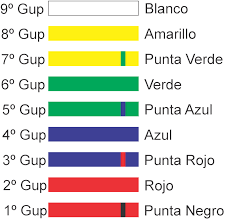 9º Gup Blanco
8º Gup Amarillo
7º Gup Punta Verde
6º Gup Verde
5º Gup Punta Azul
4º Gup Azul
3º Gup Punta Rojo
2º Gup Rojo
1º Gup Punta Negro